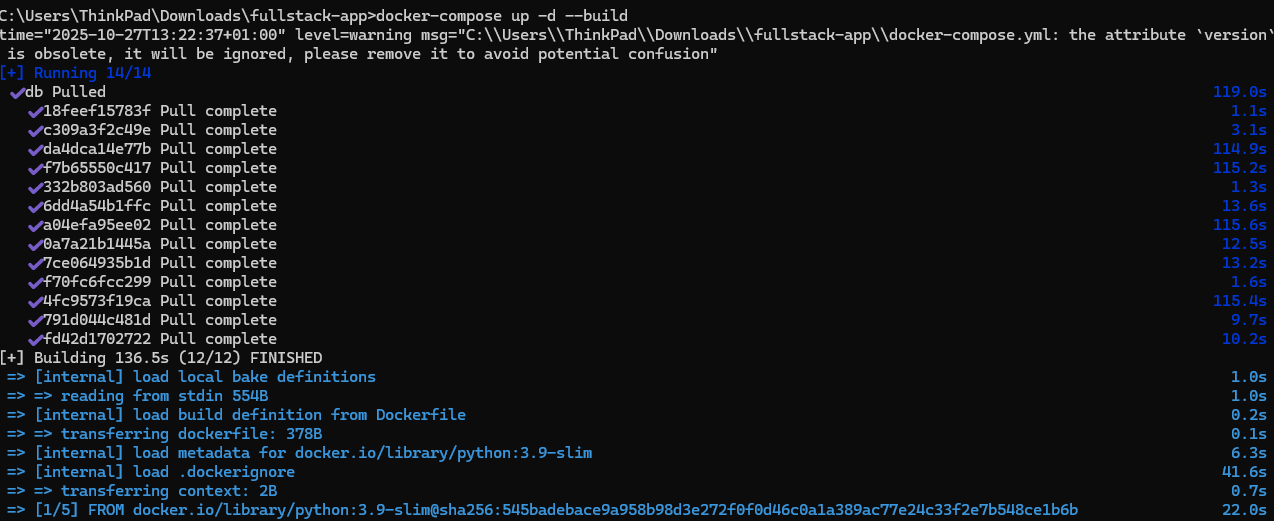 C:\Users\ThinkPad\Downloads\fullstack-app>docker-compose up -d --build
time="2025-10-27T13:22:37+01:00" level=warning msg="C:\\Users\\ThinkPad\\Downloads\\fullstack-app\\docker-compose.yml: the attribute `version`
 is obsolete, it will be ignored, please remove it to avoid potential confusion"
[+] Running 14/14
 ✔db Pulled 119.0s
   ✔18feef15783f Pull complete 1.1s
   ✔c309a3f2c49e Pull complete 3.1s
   ✔da4dca14e77b Pull complete 114.9s
   ✔f7b65550c417 Pull complete 115.2s
   ✔332b803ad560 Pull complete 1.3s
   ✔6dd4a54b1ffc Pull complete 13.6s
   ✔a04efa95ee02 Pull complete 115.6s
   ✔0a7a21b1445a Pull complete 12.5s
   ✔7ce064935b1d Pull complete 13.2s
   ✔f70fc6fcc299 Pull complete 1.6s
   ✔4fc9573f19ca Pull complete 115.4s
   ✔791d044c481d Pull complete 9.7s
   ✔fd42d1702722 Pull complete 10.2s
[+] Building 136.5s (12/12) FINISHED
 => [internal] load local bake definitions 1.0s
 => => reading from stdin 554B 1.0s
 => [internal] load build definition from Dockerfile 0.2s
 => => transferring dockerfile: 378B 0.1s
 => [internal] load metadata for docker.io/library/python:3.9-slim 6.3s
 => [internal] load .dockerignore 41.6s
 => => transferring context: 2B 0.7s
 => [1/5] FROM docker.io/library/python:3.9-slim@sha256:545badebace9a958b98d3e272f0f0d46c0a1a389ac77e24c33f2e7b548ce1b6b 22.0s